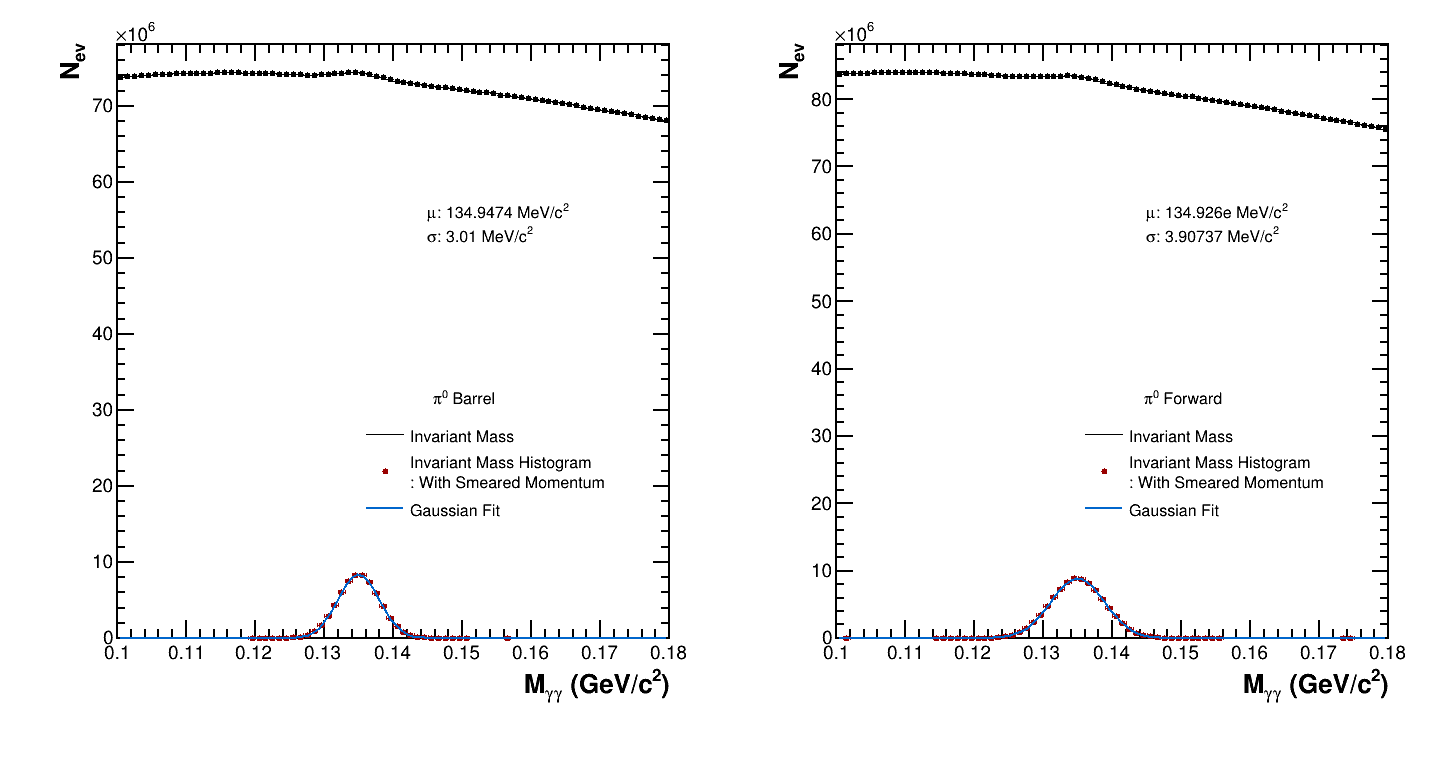 ×10⁶
N_ev
70
60
50
40
30
20
10
0
μ: 134.9474 MeV/c²
σ: 3.01 MeV/c²
π⁰ Barrel
Invariant Mass
Invariant Mass Histogram
: With Smeared Momentum
Gaussian Fit
0.1 0.11 0.12 0.13 0.14 0.15 0.16 0.17 0.18
M_γγ (GeV/c²)
×10⁶
N_ev
80
70
60
50
40
30
20
10
0
μ: 134.926e MeV/c²
σ: 3.90737 MeV/c²
π⁰ Forward
Invariant Mass
Invariant Mass Histogram
: With Smeared Momentum
Gaussian Fit
0.1 0.11 0.12 0.13 0.14 0.15 0.16 0.17 0.18
M_γγ (GeV/c²)